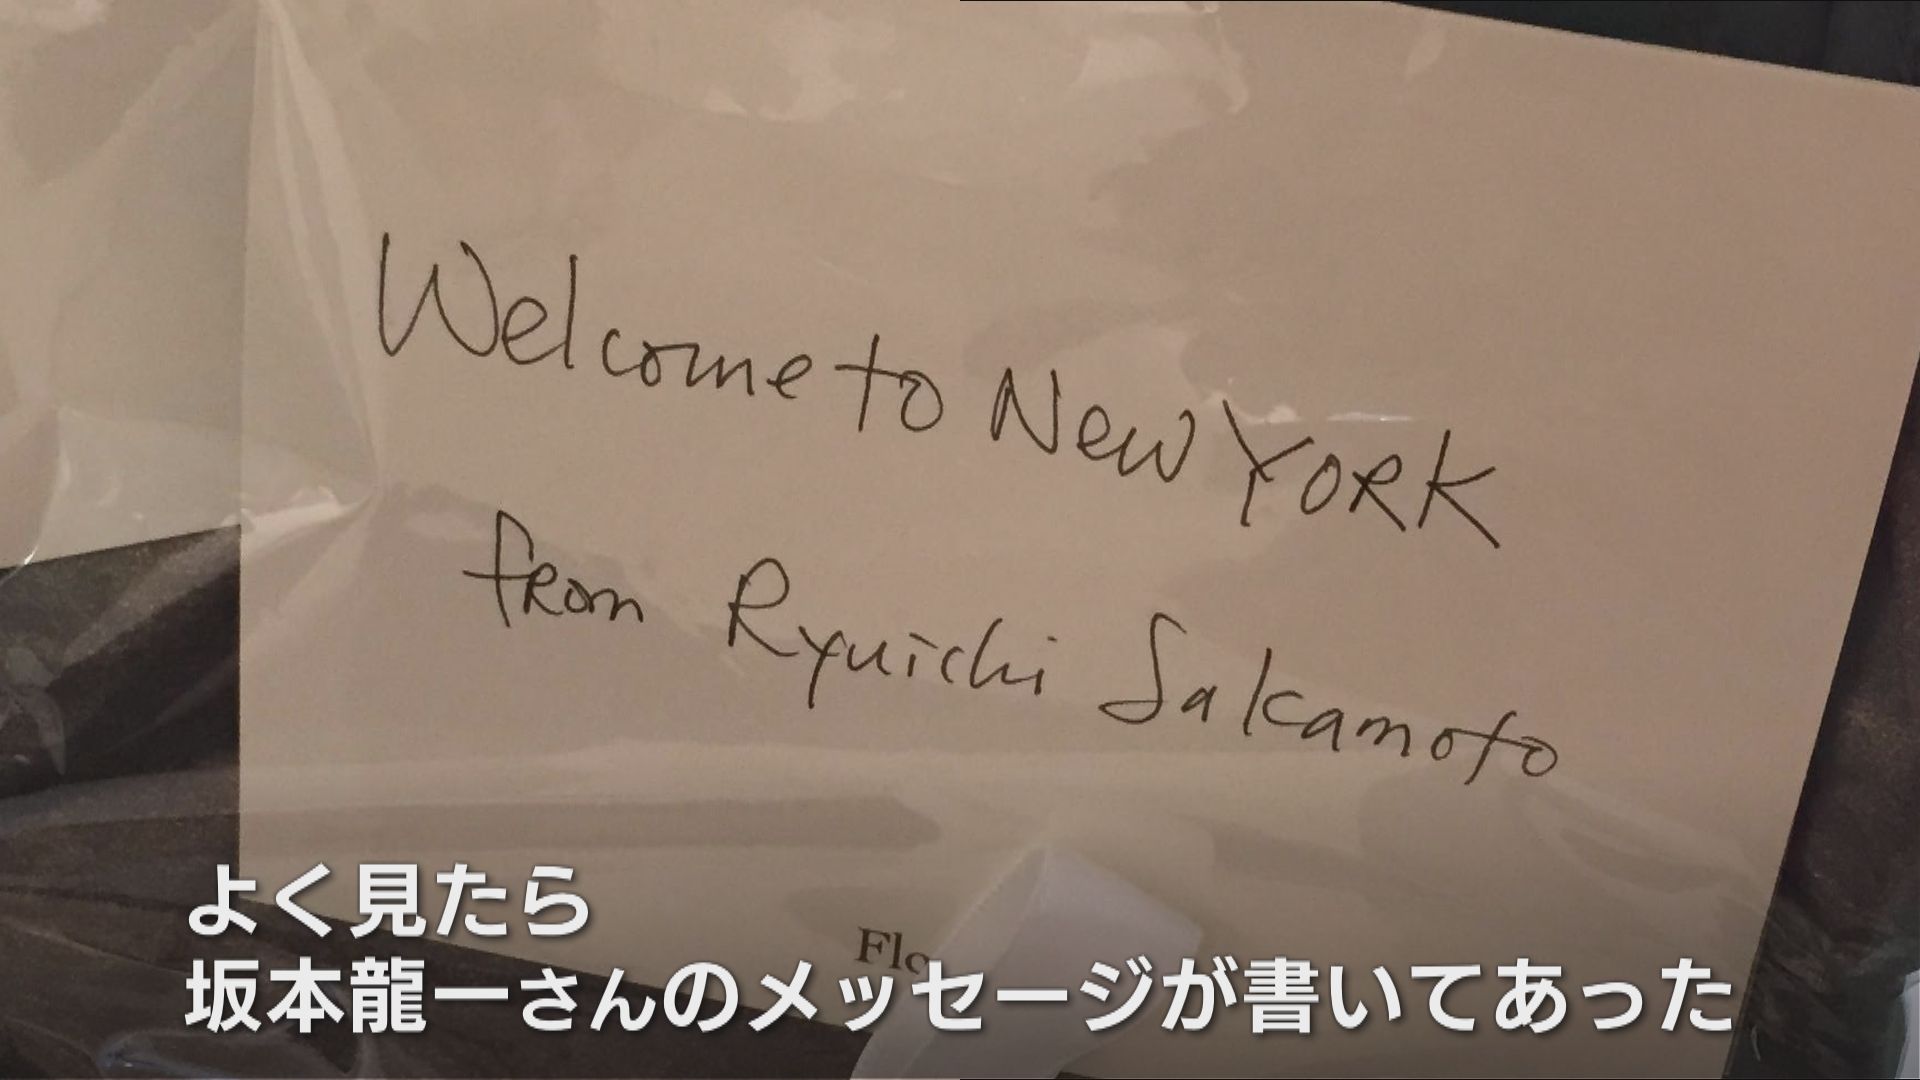 Welcome to New YORK
from Ryuichi Sakamoto
Flo
よく見たら
坂本龍一さんのメッセージが書いてあった